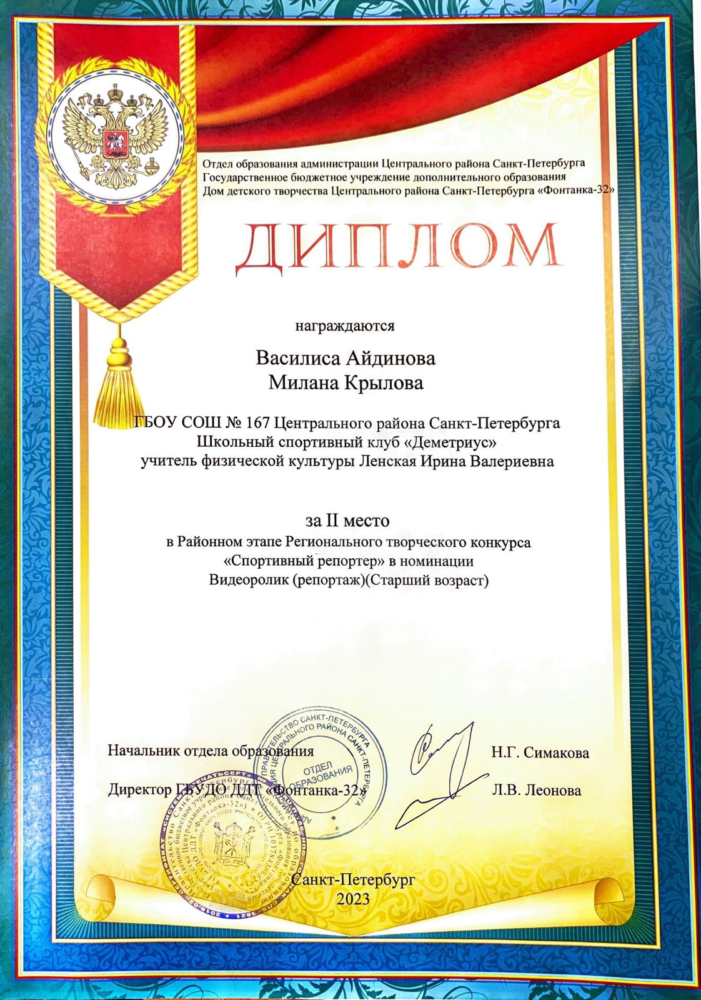 Отдел образования администрации Центрального района Санкт-Петербурга
Государственное бюджетное учреждение дополнительного образования
Дом детского творчества Центрального района Санкт-Петербурга «Фонтанка-32»
ДИПЛОМ
награждаются
Василиса Айдинова
Милана Крылова
ГБОУ СОШ № 167 Центрального района Санкт-Петербурга
Школьный спортивный клуб «Деметриус»
учитель физической культуры Ленская Ирина Валериевна
за II место
в Районном этапе Регионального творческого конкурса
«Спортивный репортер» в номинации
Видеоролик (репортаж)(Старший возраст)
Начальник отдела образования
Н.Г. Симакова
Директор ГБУДО ДДТ «Фонтанка-32»
Л.В. Леонова
ПРАВИТЕЛЬСТВО САНКТ-ПЕТЕРБУРГА
ЦЕНТРАЛЬНОГО РАЙОНА САНКТ-ПЕТЕРБУРГА
ОТДЕЛ
ОБРАЗОВАНИЯ
Санкт-Петербург
2023